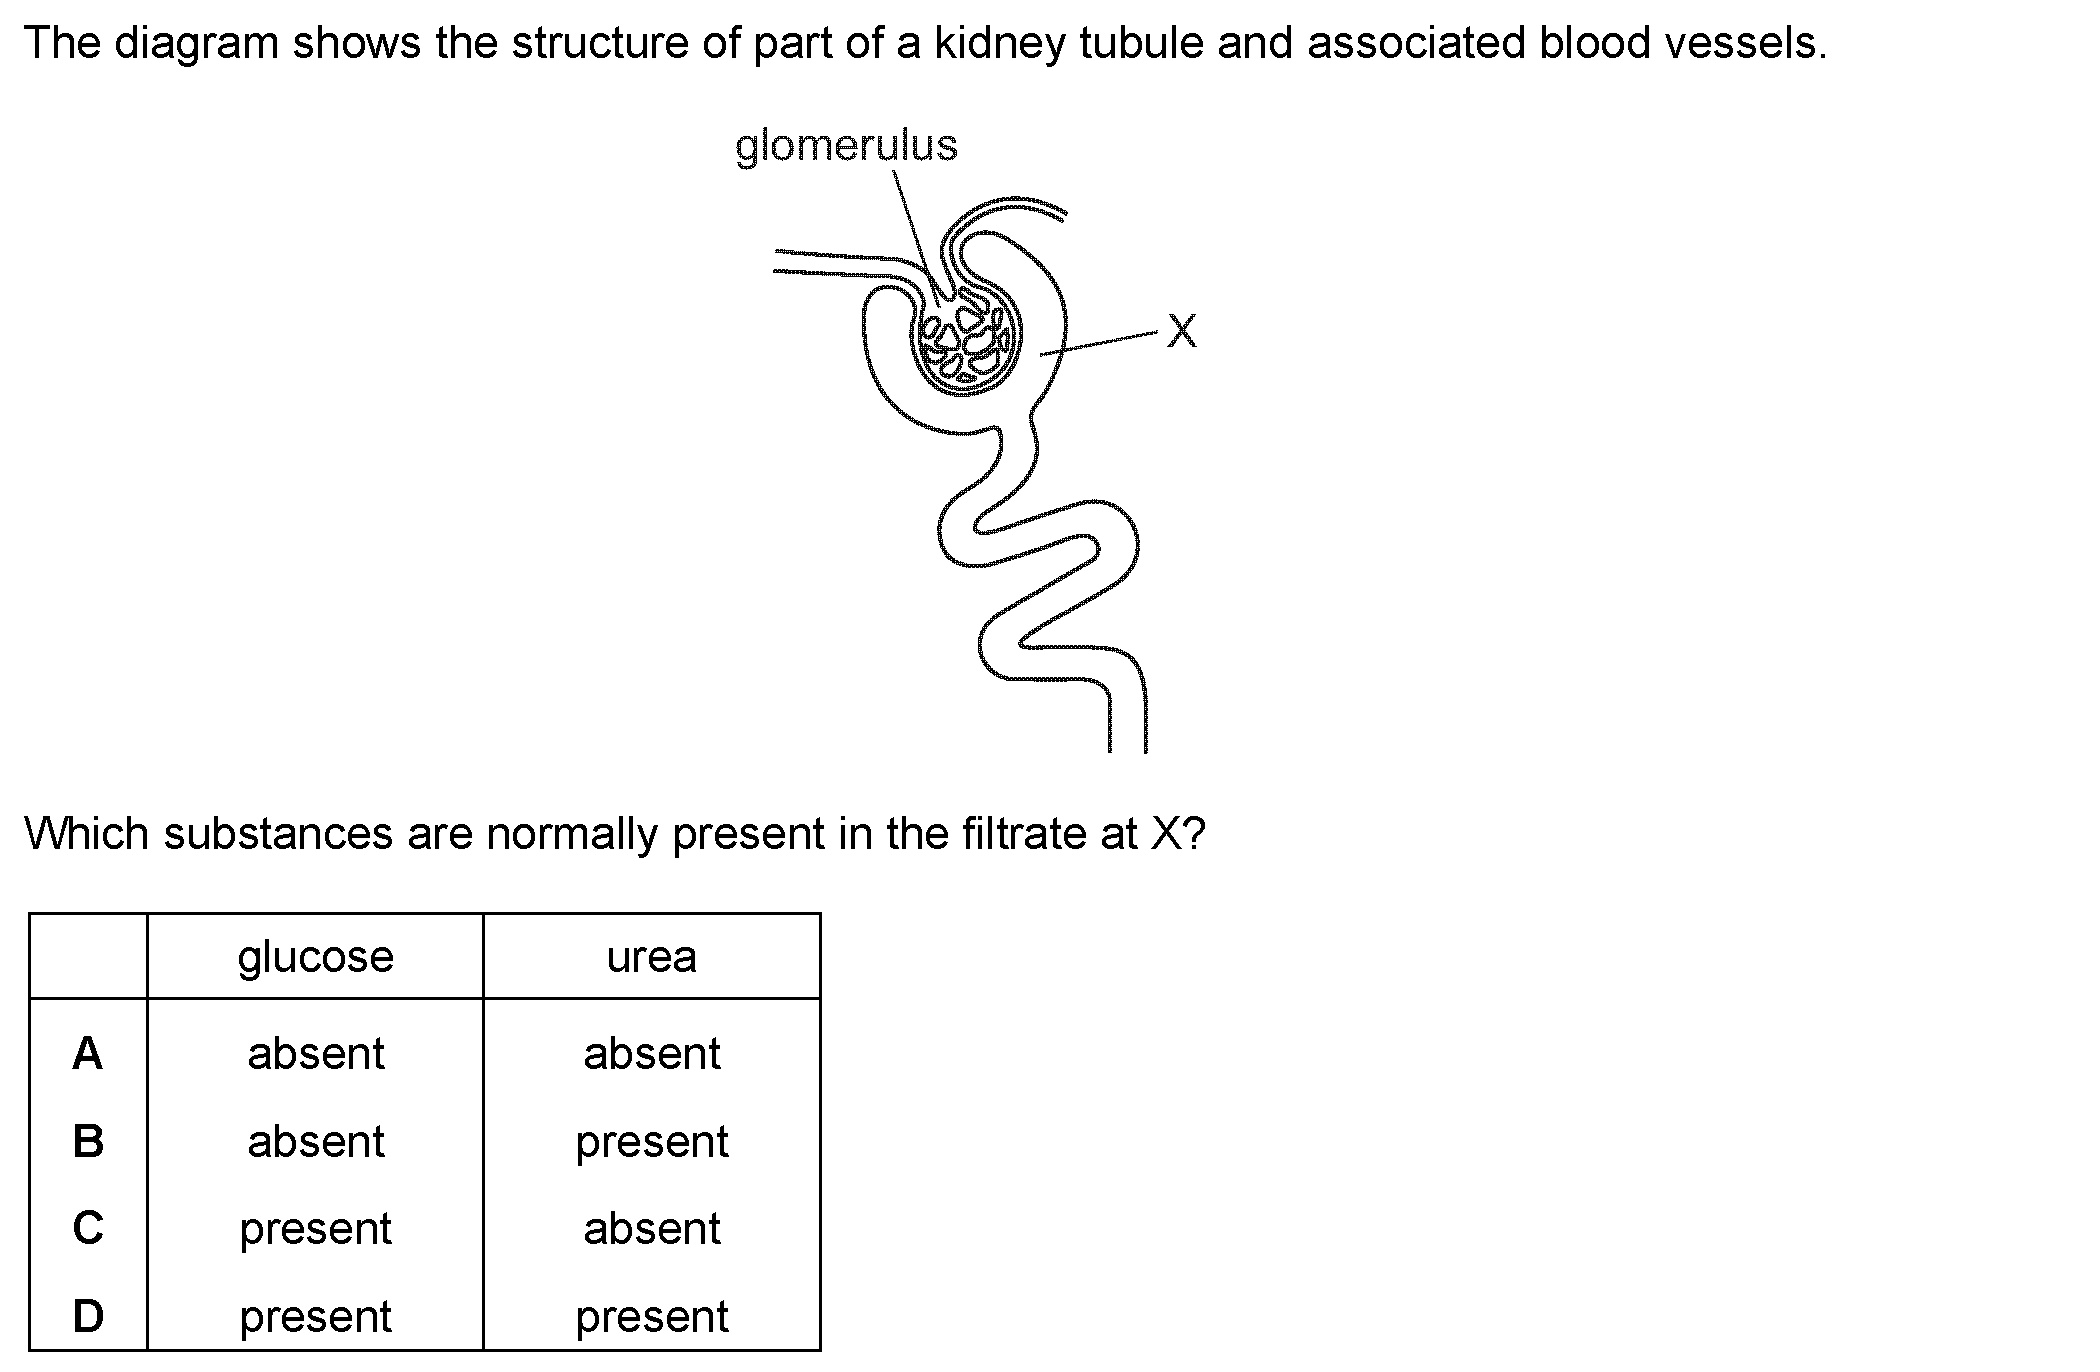 The diagram shows the structure of part of a kidney tubule and associated blood vessels.
glomerulus
X
Which substances are normally present in the filtrate at X?
glucose urea
A absent absent
B absent present
C present absent
D present present